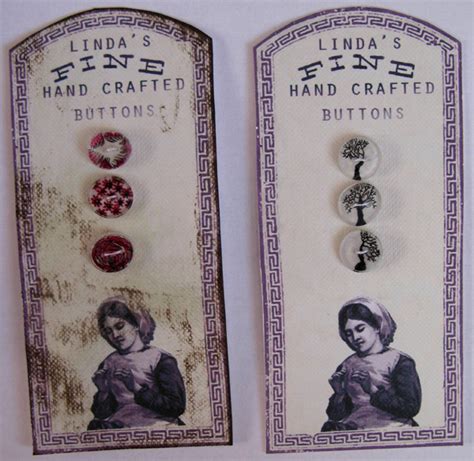 LINDA'S
FINE
HAND CRAFTED
BUTTONS
LINDA'S
FINE
HAND CRAFTED
BUTTONS